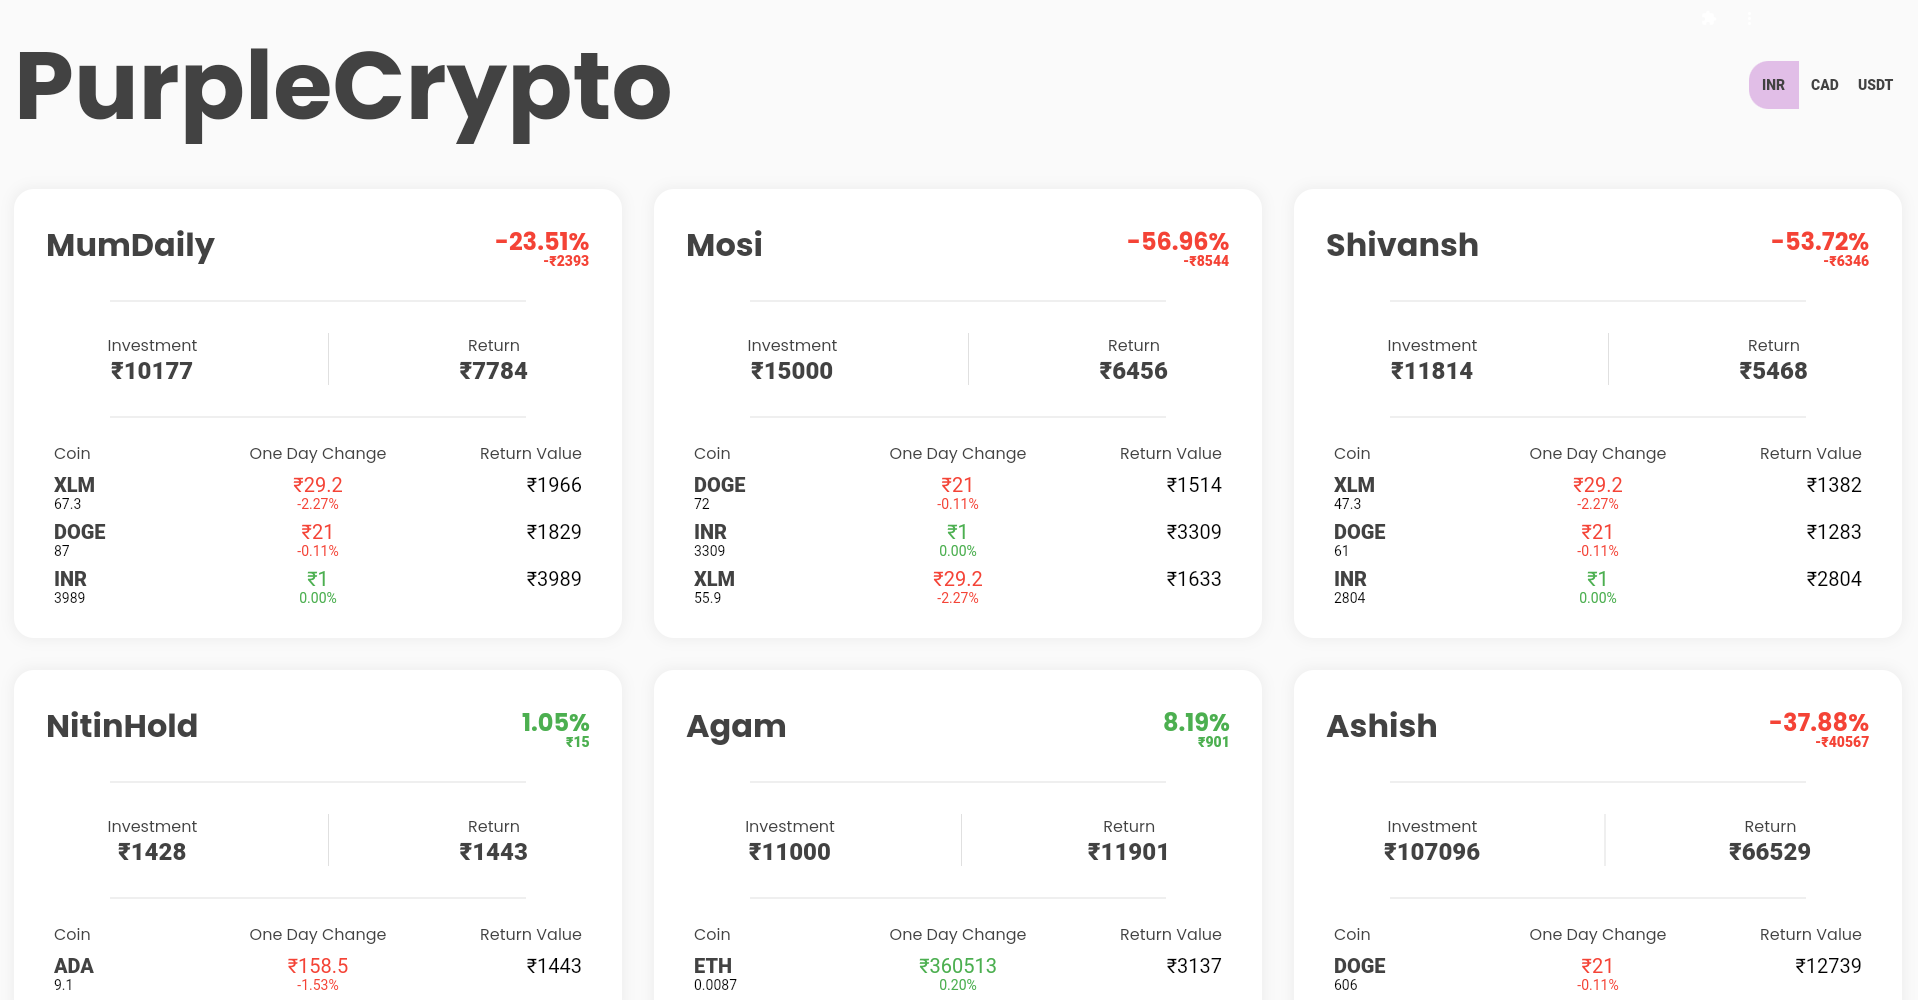 PurpleCrypto
INR CAD USDT
MumDaily
-23.51%
-₹2393
Investment Return
₹10177 ₹7784
Coin One Day Change Return Value
XLM ₹29.2 ₹1966
67.3 -2.27%
DOGE ₹21 ₹1829
87 -0.11%
INR ₹1 ₹3989
3989 0.00%
Mosi
-56.96%
-₹8544
Investment Return
₹15000 ₹6456
Coin One Day Change Return Value
DOGE ₹21 ₹1514
72 -0.11%
INR ₹1 ₹3309
3309 0.00%
XLM ₹29.2 ₹1633
55.9 -2.27%
Shivansh
-53.72%
-₹6346
Investment Return
₹11814 ₹5468
Coin One Day Change Return Value
XLM ₹29.2 ₹1382
47.3 -2.27%
DOGE ₹21 ₹1283
61 -0.11%
INR ₹1 ₹2804
2804 0.00%
NitinHold
1.05%
₹15
Investment Return
₹1428 ₹1443
Coin One Day Change Return Value
ADA ₹158.5 ₹1443
9.1 -1.53%
Agam
8.19%
₹901
Investment Return
₹11000 ₹11901
Coin One Day Change Return Value
ETH ₹360513 ₹3137
0.0087 0.20%
Ashish
-37.88%
-₹40567
Investment Return
₹107096 ₹66529
Coin One Day Change Return Value
DOGE ₹21 ₹12739
606 -0.11%